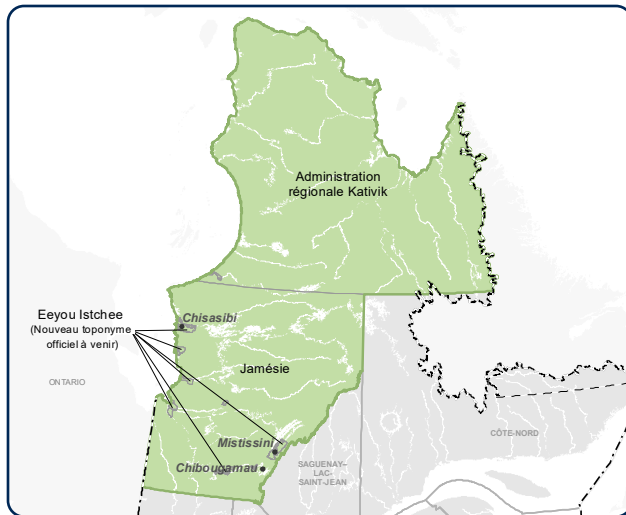 Administration
régionale Kativik
Eeyou Istchee
(Nouveau toponyme
officiel à venir)
Chisasibi
Jamésie
ONTARIO
Mistissini
Chibougamau
CÔTE-NORD
SAGUENAY–
LAC-
SAINT-JEAN